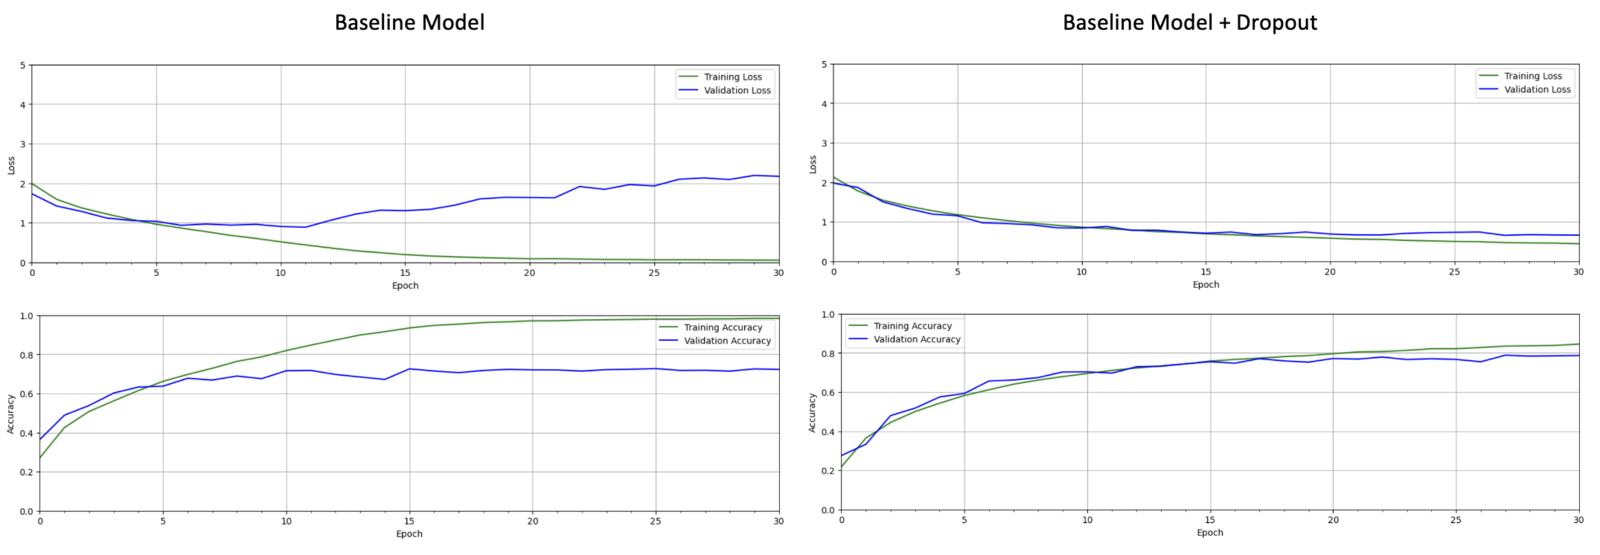 Baseline Model
Baseline Model + Dropout
5
4
3
2
1
0
Loss
0 5 10 15 20 25 30
Epoch
Training Loss
Validation Loss
5
4
3
2
1
0
Loss
0 5 10 15 20 25 30
Epoch
Training Loss
Validation Loss
1.0
0.8
0.6
0.4
0.2
0.0
Accuracy
0 5 10 15 20 25 30
Epoch
Training Accuracy
Validation Accuracy
1.0
0.8
0.6
0.4
0.2
0.0
Accuracy
0 5 10 15 20 25 30
Epoch
Training Accuracy
Validation Accuracy